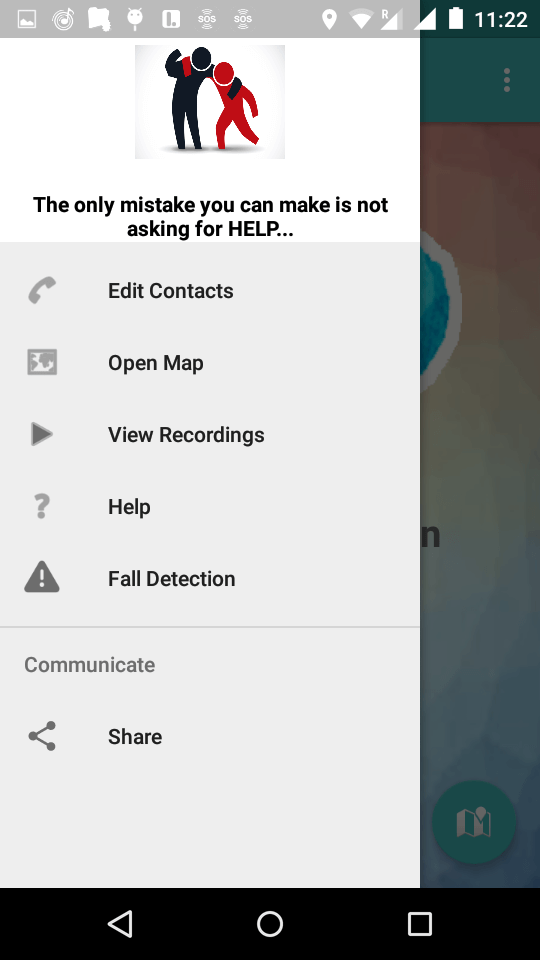 SOS
SOS
R
11:22
The only mistake you can make is not
asking for HELP...
Edit Contacts
Open Map
View Recordings
Help
n
Fall Detection
Communicate
Share